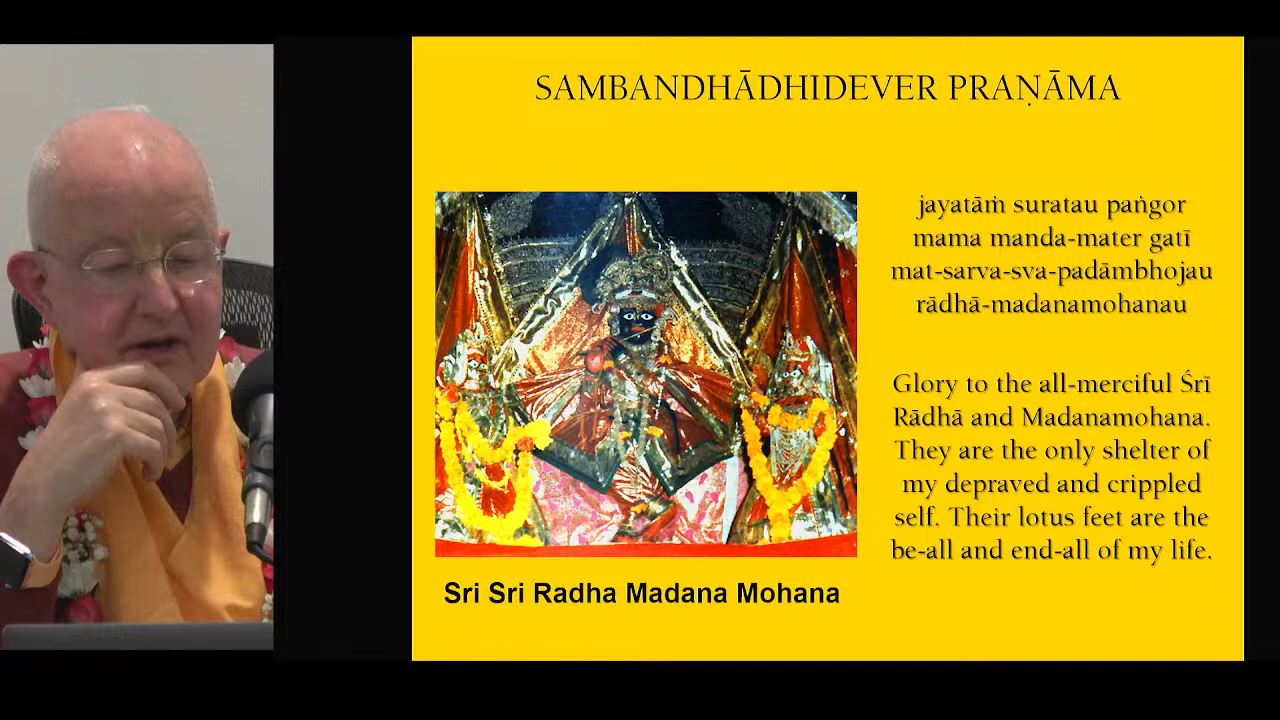 SAMBANDHĀDHIDEVER PRAṆĀMA
jayatāṁ suratau paṅgor
mama manda-mater gatī
mat-sarva-sva-padāmbhojau
rādhā-madanamohanau
Glory to the all-merciful Śrī
Rādhā and Madanamohana.
They are the only shelter of
my depraved and crippled
self. Their lotus feet are the
be-all and end-all of my life.
Sri Sri Radha Madana Mohana